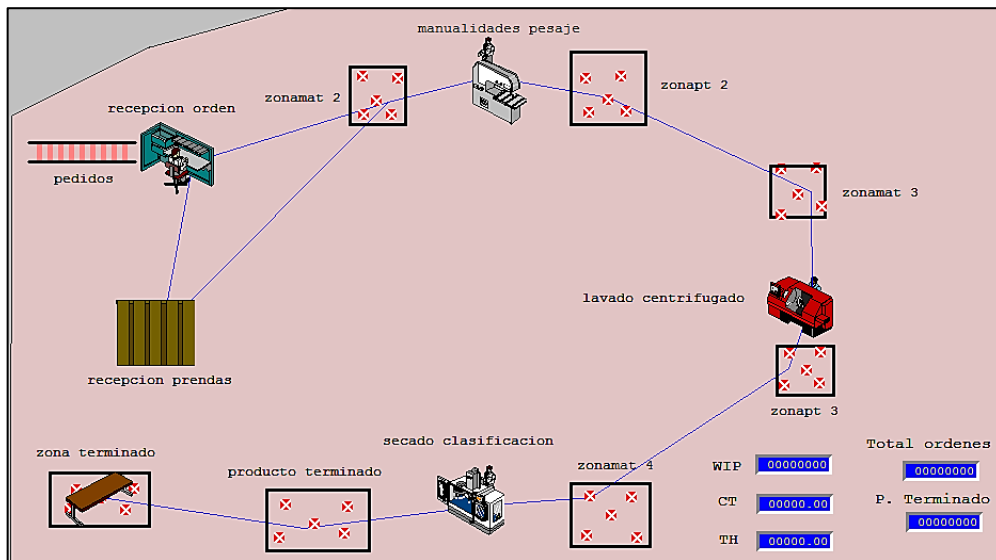 manualidades pesaje
zonamat 2
zonapt 2
recepcion orden
pedidos
zonamat 3
lavado centrifugado
recepcion prendas
zonapt 3
secado clasificacion
zona terminado
producto terminado
zonamat 4
WIP 00000000
Total ordenes
00000000
CT 00000.00
P. Terminado
00000000
TH 00000.00